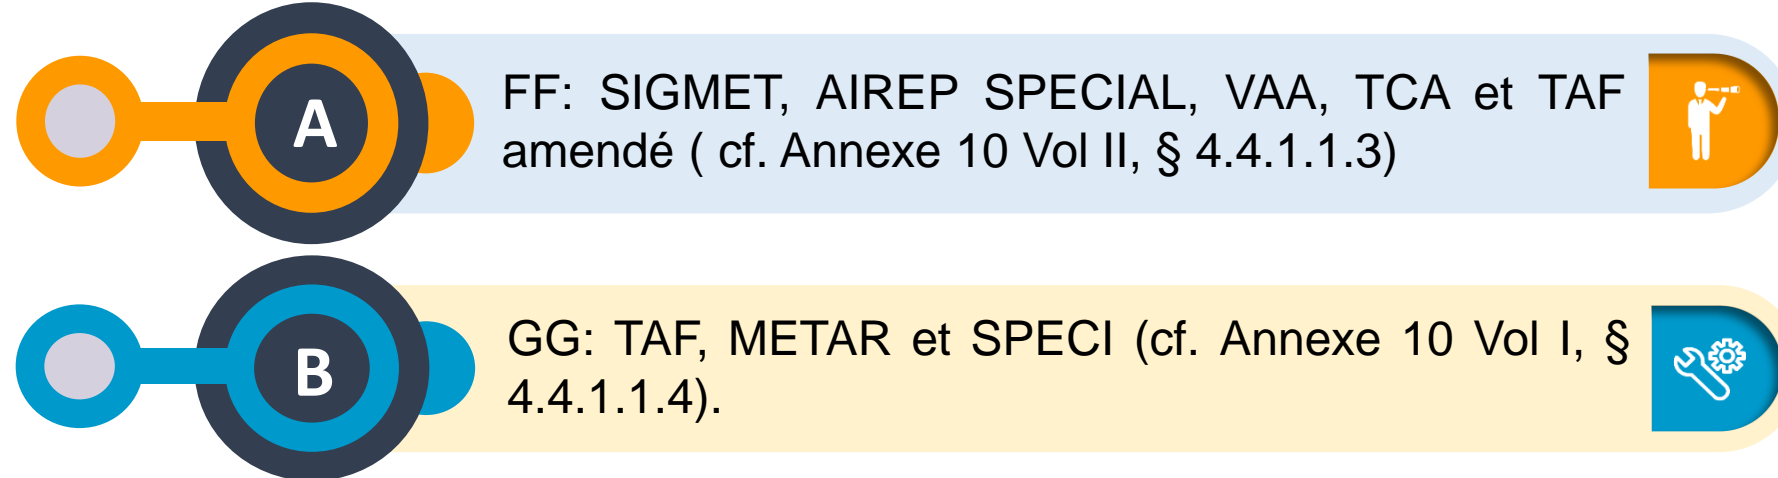 A
FF: SIGMET, AIREP SPECIAL, VAA, TCA et TAF
amendé ( cf. Annexe 10 Vol II, § 4.4.1.1.3)
B
GG: TAF, METAR et SPECI (cf. Annexe 10 Vol I, §
4.4.1.1.4).